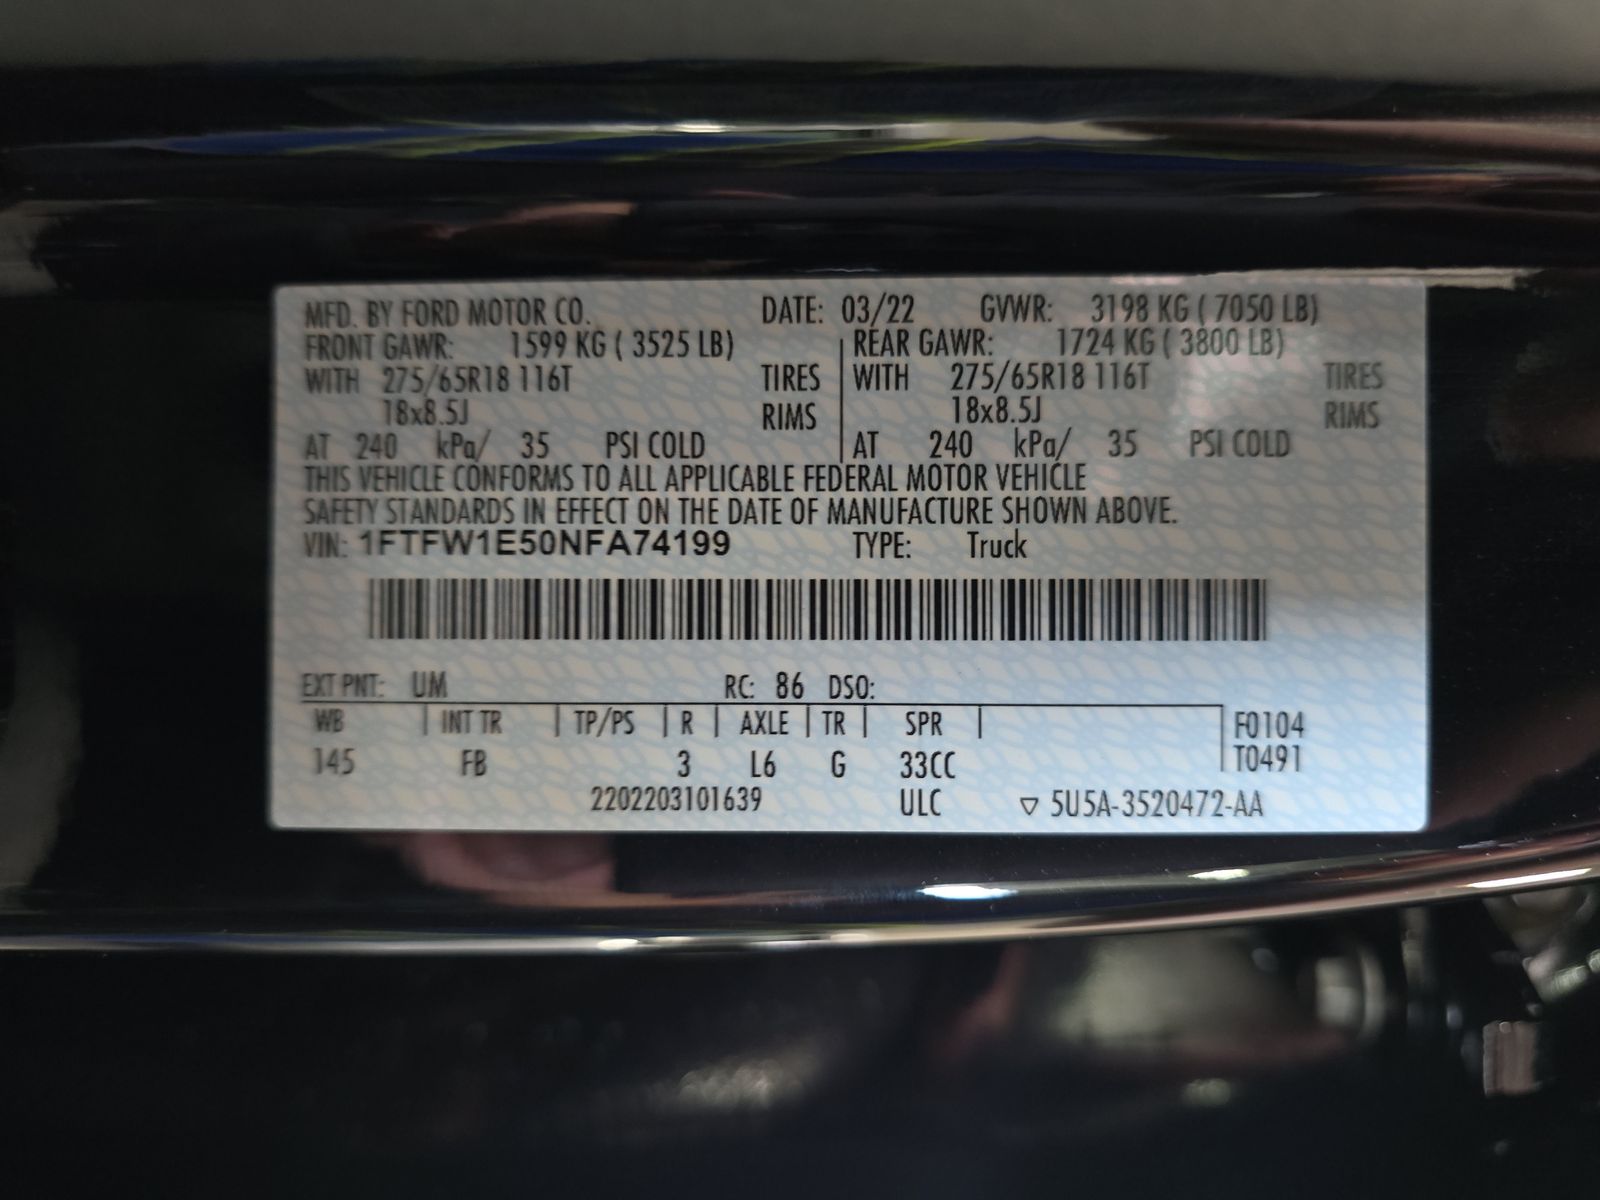 MFD. BY FORD MOTOR CO. DATE: 03/22 GVWR: 3198 KG ( 7050 LB)
FRONT GAWR: 1599 KG ( 3525 LB) REAR GAWR: 1724 KG ( 3800 LB)
WITH 275/65R18 116T TIRES WITH 275/65R18 116T TIRES
18x8.5J RIMS 18x8.5J RIMS
AT 240 kPa/ 35 PSI COLD AT 240 kPa/ 35 PSI COLD
THIS VEHICLE CONFORMS TO ALL APPLICABLE FEDERAL MOTOR VEHICLE
SAFETY STANDARDS IN EFFECT ON THE DATE OF MANUFACTURE SHOWN ABOVE.
VIN: 1FTFW1E50NFA74199 TYPE: Truck
EXT PNT: UM RC: 86 DSO:
WB | INT TR | TP/PS | R | AXLE | TR | SPR | F0104
145 FB 3 L6 G 33CC T0491
2202203101639 ULC ▽ 5U5A-3520472-AA